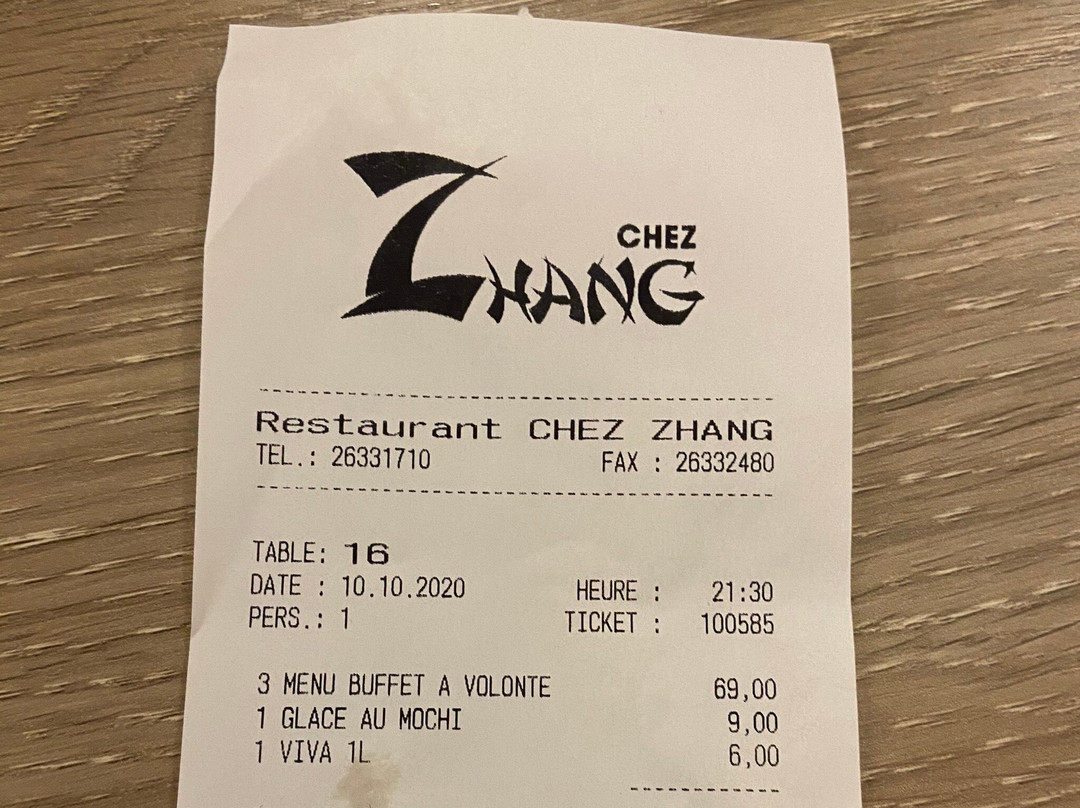 CHEZ
ZHANG
Restaurant CHEZ ZHANG
TEL.: 26331710 FAX : 26332480
TABLE: 16
DATE : 10.10.2020 HEURE : 21:30
PERS.: 1 TICKET : 100585
3 MENU BUFFET A VOLONTE 69,00
1 GLACE AU MOCHI 9,00
1 VIVA 1L 6,00